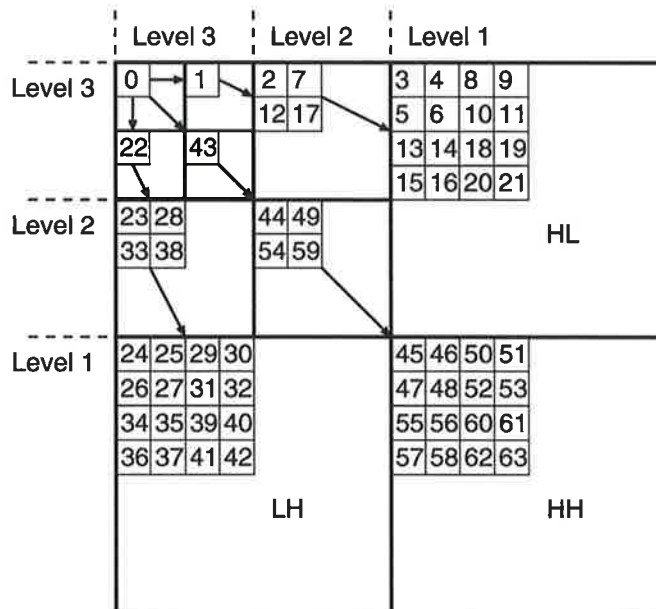 Level 3 Level 2 Level 1
Level 3 0 1 2 7 3 4 8 9
12 17 5 6 10 11
22 43 13 14 18 19
15 16 20 21
Level 2 23 28 44 49 HL
33 38 54 59
Level 1 24 25 29 30 45 46 50 51
26 27 31 32 47 48 52 53
34 35 39 40 55 56 60 61
36 37 41 42 57 58 62 63
LH HH